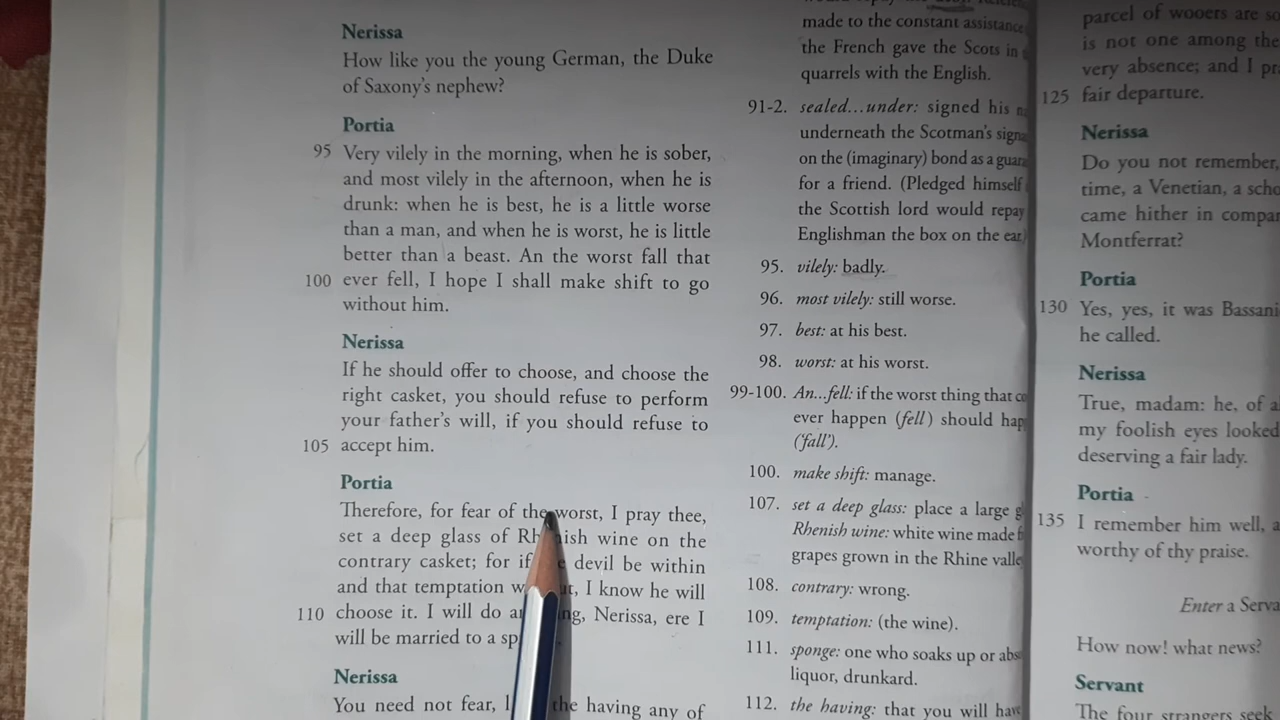 Nerissa
How like you the young German, the Duke
of Saxony's nephew?
Portia
95 Very vilely in the morning, when he is sober,
and most vilely in the afternoon, when he is
drunk: when he is best, he is a little worse
than a man, and when he is worst, he is little
better than a beast. An the worst fall that
100 ever fell, I hope I shall make shift to go
without him.
Nerissa
If he should offer to choose, and choose the
right casket, you should refuse to perform
your father's will, if you should refuse to
105 accept him.
Portia
Therefore, for fear of the worst, I pray thee,
set a deep glass of Rhenish wine on the
contrary casket; for if devil be within
and that temptation I know he will
110 choose it. I will do Nerissa, ere I
will be married to a
Nerissa
You need not fear, the having any of
made to the constant assistance
the French gave the Scots in
quarrels with the English.
91-2. sealed...under: signed his
underneath the Scotman's
on the (imaginary) bond as a
for a friend. (Pledged himself
the Scottish lord would repay
Englishman the box on the ear)
95. vilely: badly.
96. most vilely: still worse.
97. best: at his best.
98. worst: at his worst.
99-100. An...fell: if the worst thing that
ever happen (fell) should
('fall').
100. make shift: manage.
107. set a deep glass: place a large
Rhenish wine: white wine made
grapes grown in the Rhine
108. contrary: wrong.
109. temptation: (the wine).
111. sponge: one who soaks up or
liquor, drunkard.
112. the having: that you will have
parcel of wooers are
is not one among the
very absence; and I
125 fair departure.
Nerissa
Do you not remember,
time, a Venetian, a
came hither in
Montferrat?
Portia
130 Yes, yes, it was
he called.
Nerissa
True, madam: he, of
my foolish eyes looked
deserving a fair lady.
Portia
135 I remember him well,
worthy of thy praise.
Enter a
How now! what news?
Servant
The four strangers seek